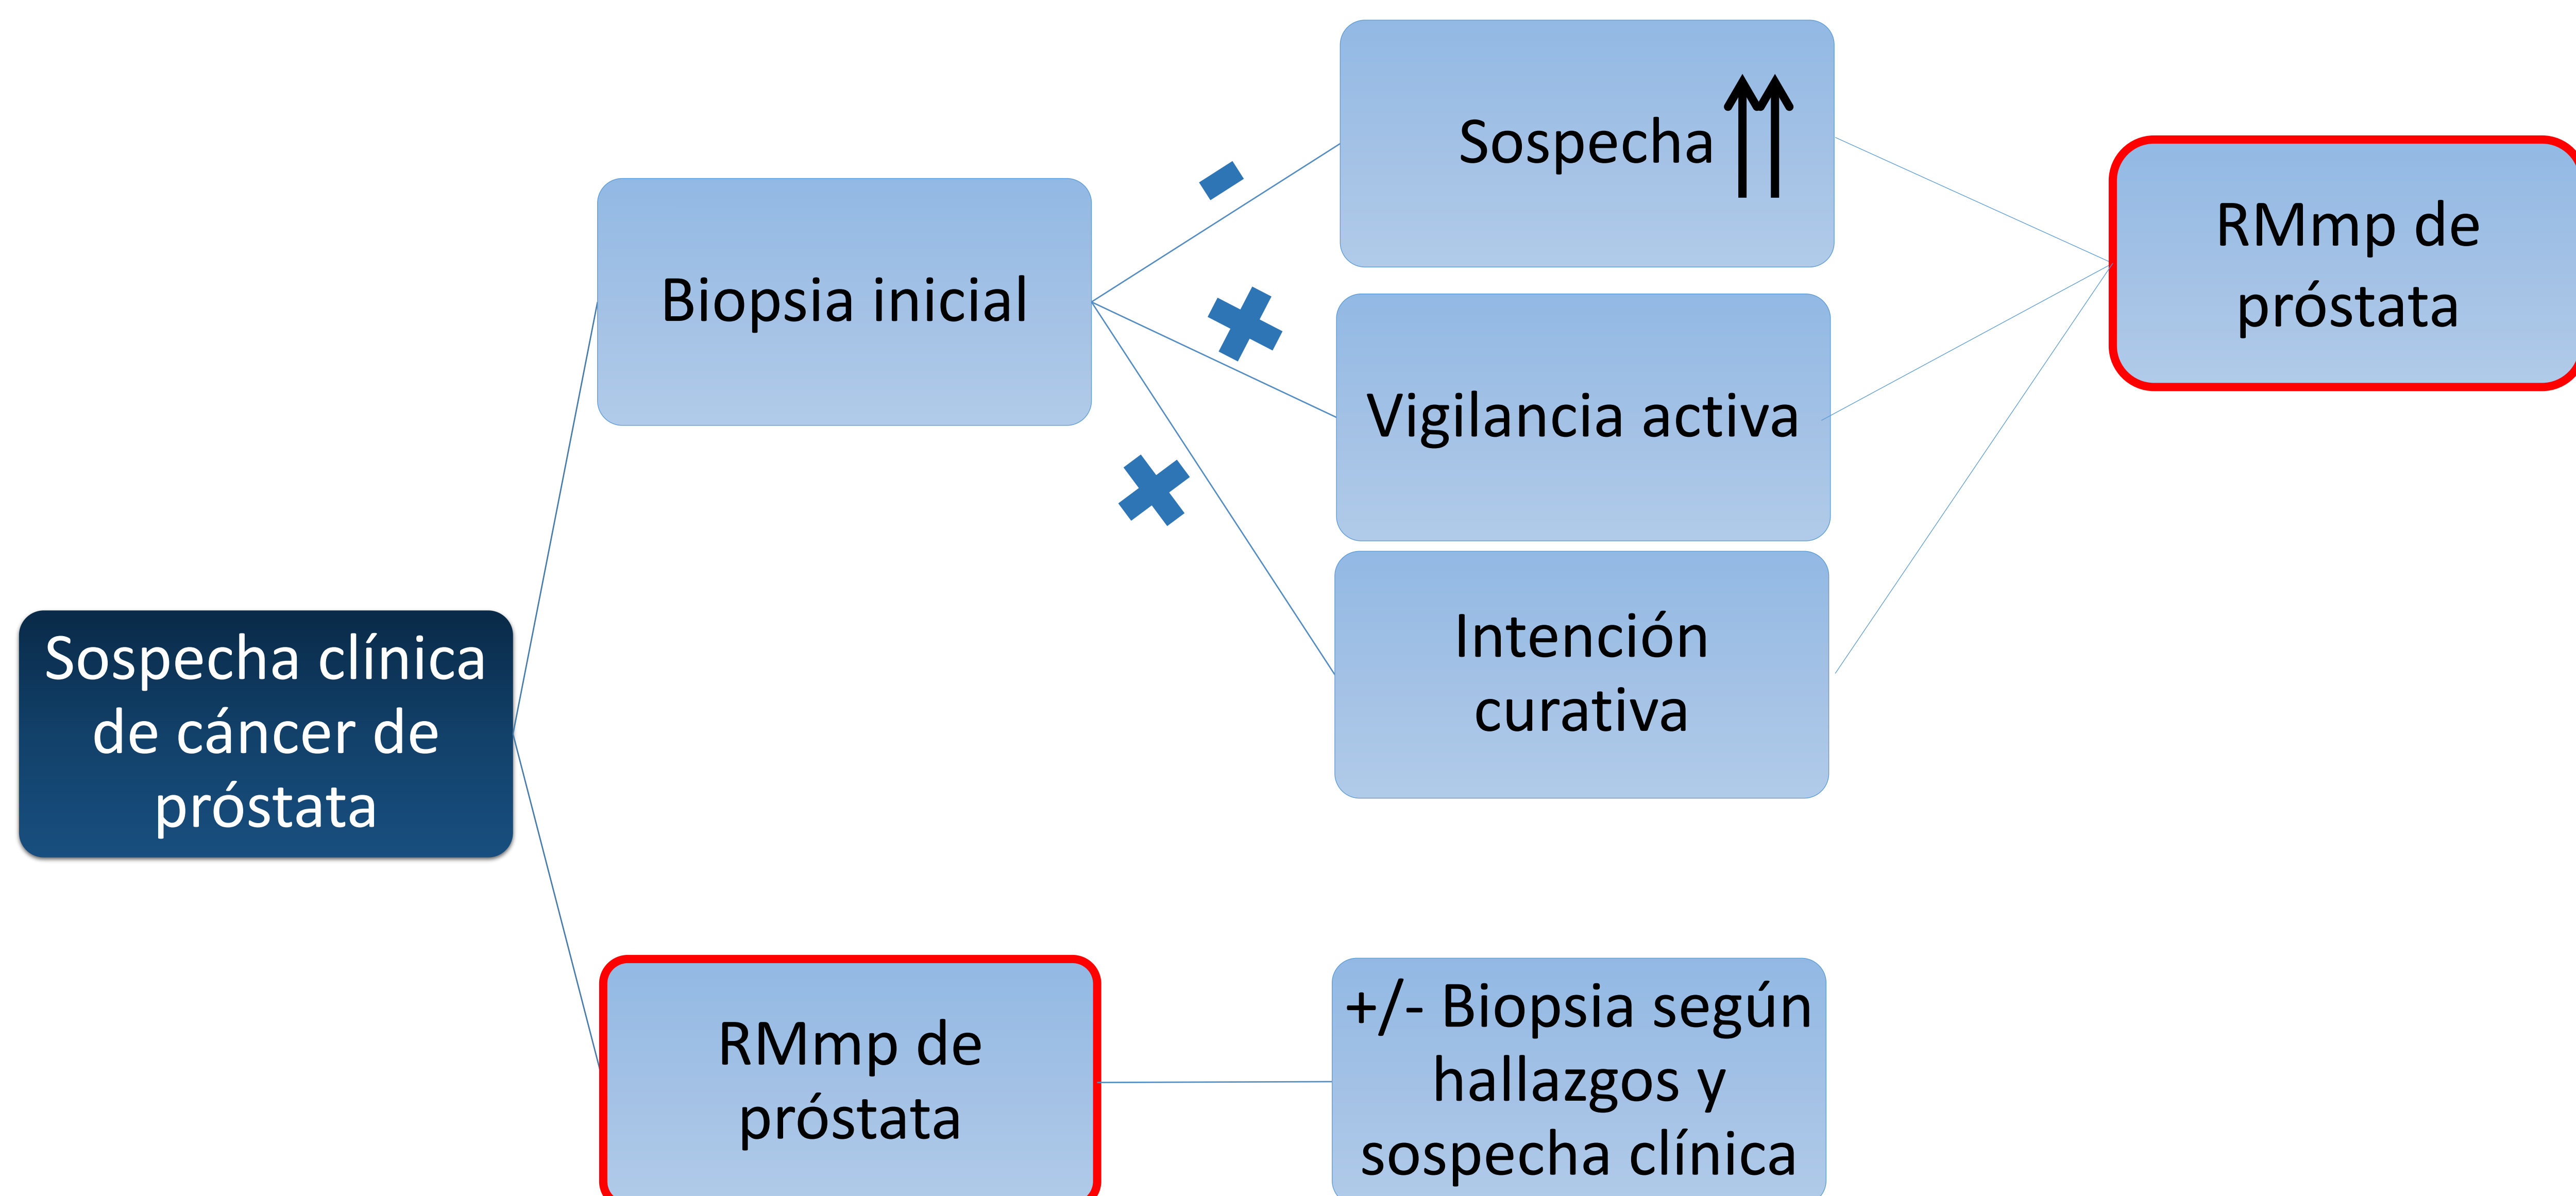 Sospecha clínica
de cáncer de
próstata
Biopsia inicial
-
+
+
Sospecha
Vigilancia activa
Intención
curativa
RMmp de
próstata
RMmp de
próstata
+/- Biopsia según
hallazgos y
sospecha clínica